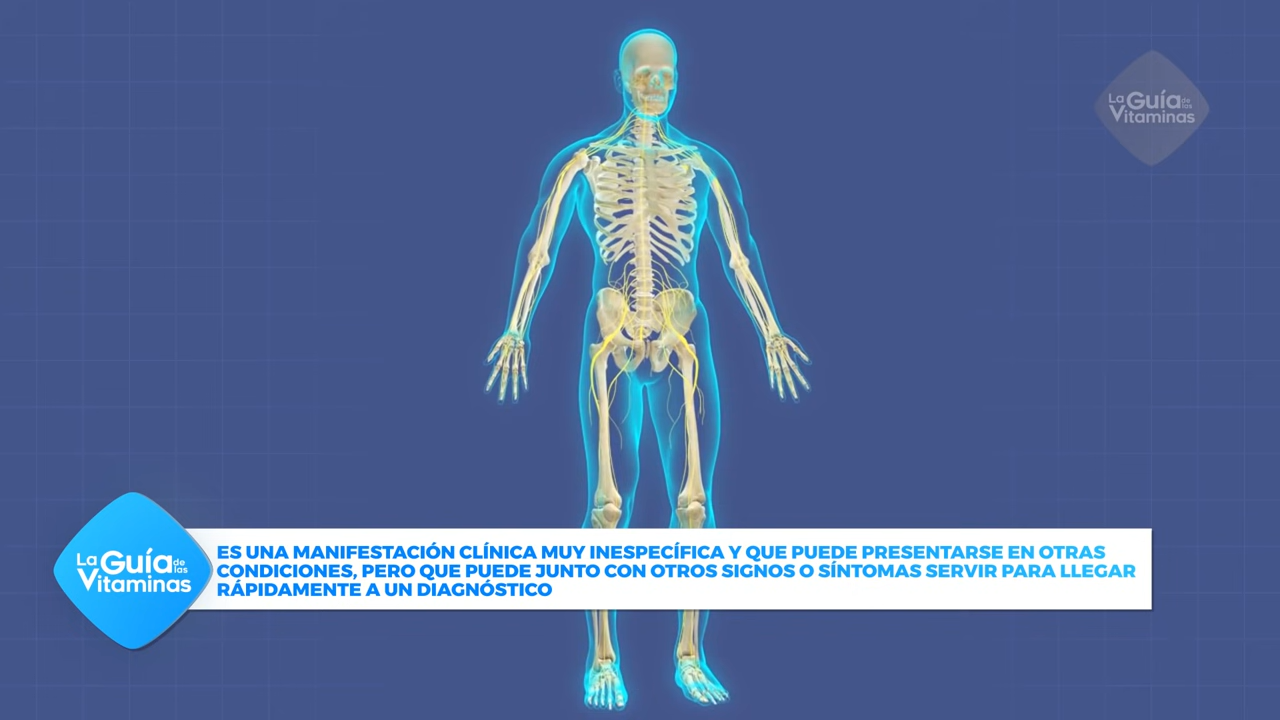 La Guía de las
Vitaminas
La Guía de las
Vitaminas
ES UNA MANIFESTACIÓN CLÍNICA MUY INESPECÍFICA Y QUE PUEDE PRESENTARSE EN OTRAS
CONDICIONES, PERO QUE PUEDE JUNTO CON OTROS SIGNOS O SÍNTOMAS SERVIR PARA LLEGAR
RÁPIDAMENTE A UN DIAGNÓSTICO